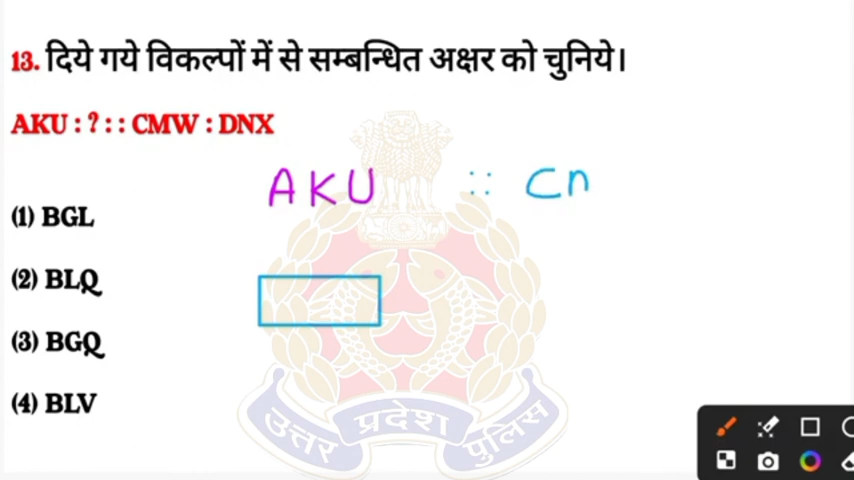 13. दिये गये विकल्पों में से सम्बन्धित अक्षर को चुनिये।
AKU : ? : : CMW : DNX
AKU :: Cn
(1) BGL
(2) BLQ
(3) BGQ
(4) BLV
उत्तर प्रदेश पुलिस